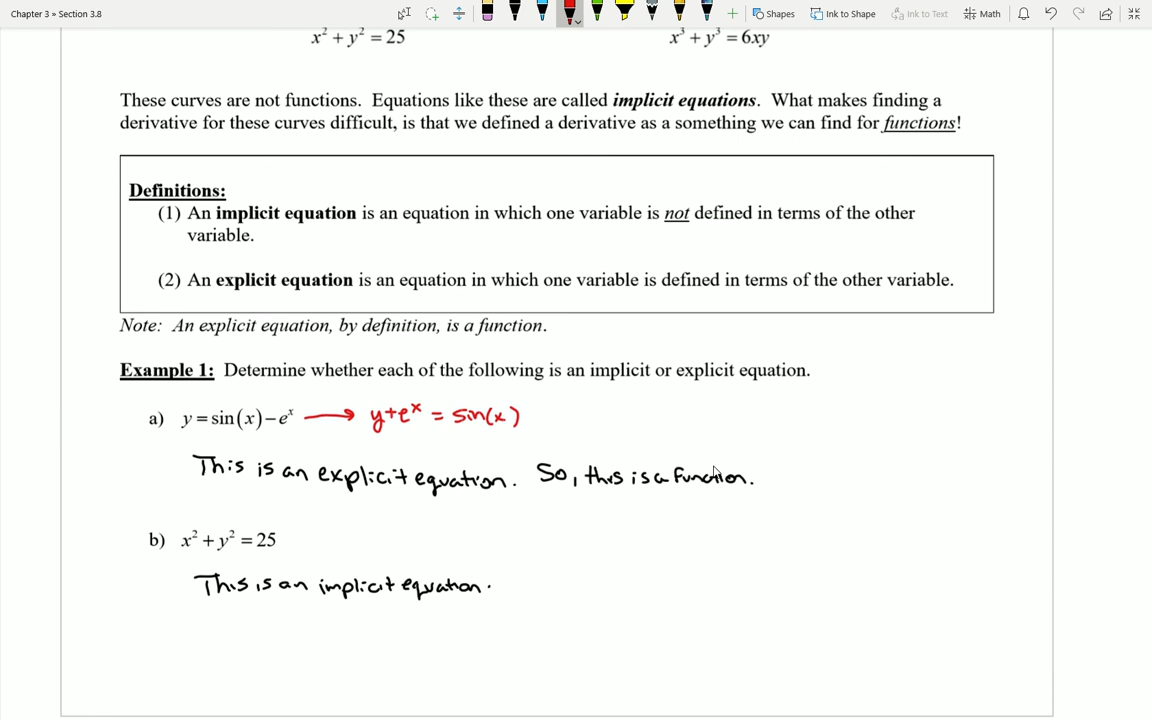 Chapter 3 » Section 3.8 Shapes Ink to Shape Ink to Text Math
x² + y² = 25 x³ + y³ = 6xy
These curves are not functions. Equations like these are called implicit equations. What makes finding a
derivative for these curves difficult, is that we defined a derivative as a something we can find for functions!
Definitions:
(1) An implicit equation is an equation in which one variable is not defined in terms of the other
variable.
(2) An explicit equation is an equation in which one variable is defined in terms of the other variable.
Note: An explicit equation, by definition, is a function.
Example 1: Determine whether each of the following is an implicit or explicit equation.
a) y = sin(x) − eˣ → y + eˣ = sin(x)
This is an explicit equation. So, this is a function.
b) x² + y² = 25
This is an implicit equation.